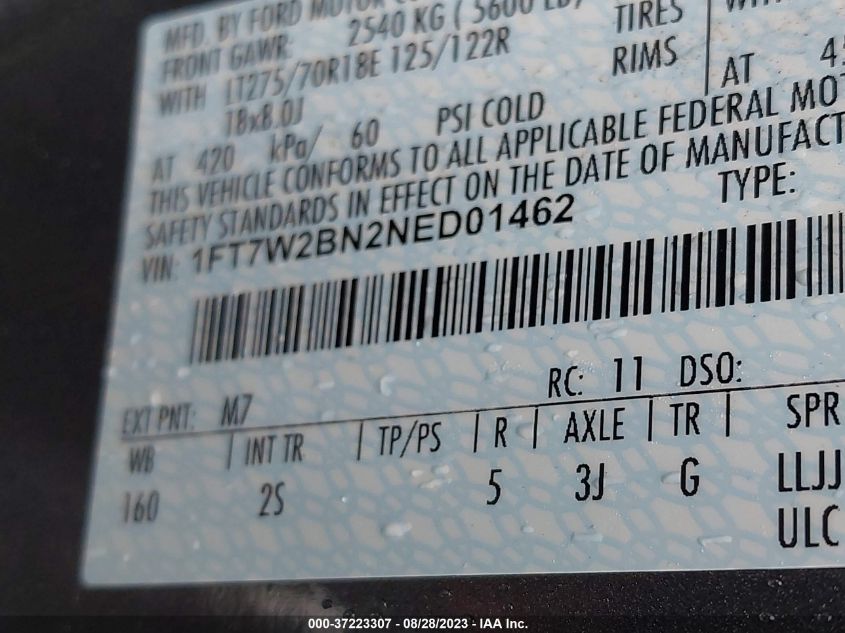 MFD. BY FORD MOTOR
FRONT GAWR: 2540 KG ( 5600 LB) TIRES
WITH LT275/70R18E 125/122R RIMS
18x8.0J AT
AT 420 kPa/ 60 PSI COLD
THIS VEHICLE CONFORMS TO ALL APPLICABLE FEDERAL
SAFETY STANDARDS IN EFFECT ON THE DATE OF
VIN: 1FT7W2BN2NED01462 TYPE:
RC: 11 DSO:
EXT PNT: M7
WB | INT TR | TP/PS | R | AXLE | TR | SPR
160 2S 5 3J G LLJJ
ULC
000-37223307 - 08/28/2023 - IAA Inc.